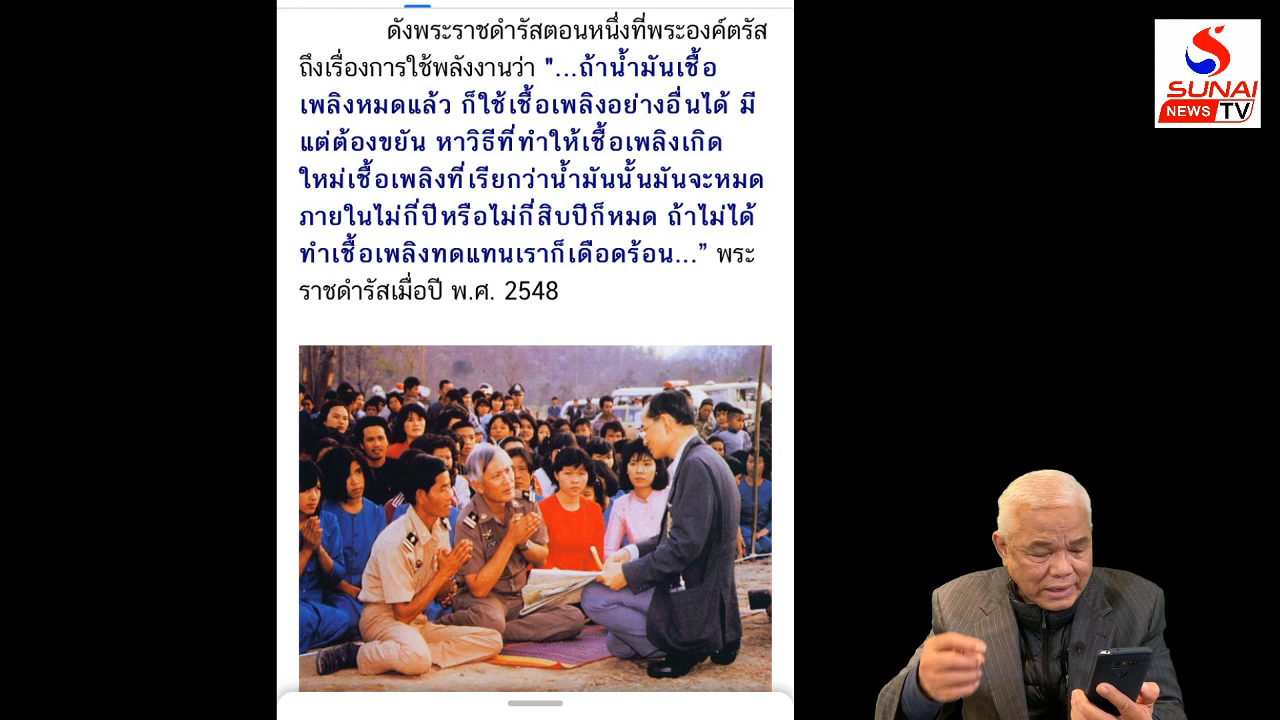 ดังพระราชดำรัสตอนหนึ่งที่พระองค์ตรัส
ถึงเรื่องการใช้พลังงานว่า "...ถ้าน้ำมันเชื้อ
เพลิงหมดแล้ว ก็ใช้เชื้อเพลิงอย่างอื่นได้ มี
แต่ต้องขยัน หาวิธีที่ทำให้เชื้อเพลิงเกิด
ใหม่เชื้อเพลิงที่เรียกว่าน้ำมันนั้นมันจะหมด
ภายในไม่กี่ปีหรือไม่กี่สิบปีก็หมด ถ้าไม่ได้
ทำเชื้อเพลิงทดแทนเราก็เดือดร้อน...” พระ
ราชดำรัสเมื่อปี พ.ศ. 2548
SUNAI
NEWS TV